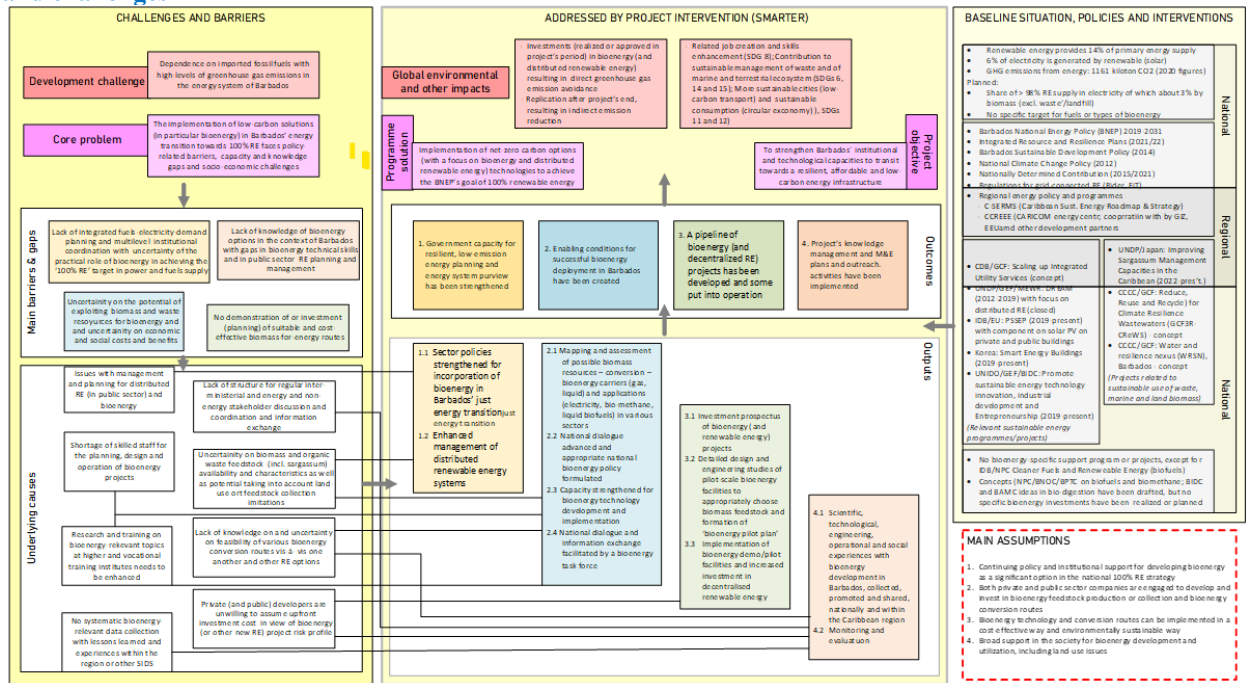 and challenges
CHALLENGES AND BARRIERS
Development challenge
Dependence on imported fossil fuels with
high-levels of greenhouse gas emissions in
the energy system of Barbados
Core problem
The implementation of low-carbon solutions
(in particular bioenergy) in Barbados' energy
transition towards 100% RE faces policy-
related barriers, capacity and knowledge
gaps and socio-economic challenges
Main barriers & gaps
Lack of integrated fuels-electricity demand
planning and multilevel institutional
coordination with uncertainty of the
practical role of bioenergy in achieving the
'100% RE' target in power and fuels supply
Lack of knowledge of bioenergy
options in the context of Barbados
with gaps in bioenergy technical skills
and in public sector RE planning and
management
Uncertainty on the potential of
exploiting biomass and waste
resoyurces for bioenergy and
and uncertainty on economic
and social costs and benefits
No demonstration of or investment
(planning) of suitable and cost-
effective biomass-for-energy routes
Underlying causes
Issues with management
and planning for distributed
RE (in public sector) and
bioenergy
Lack of structure for regular inter
ministerial and energy and non-
energy stakeholder discussion and
coordination and information
exchange
Shortage of skilled staff for
the planning, design and
operation of bioenergy
projects
Uncertainty on biomass and organic
waste feedstock (incl. sargassum)
availability and characteristics as well
as potential taking into account land-
use ort feedstock collection
imitations
Research and training on
bioenergy-relevant topics
at higher and vocational
training institutes needs to
be enhanced
Lack of knowledge on and uncertainty
on feasibility of various bioenergy
conversion routes vis-à-vis one
another and other RE options
No systematic bioenergy
relevant data collection
with lessons learned and
experiences within the
region or other SIDS
Private (and public) developers are
unwilling to assume upfront
investment cost in view of bioenergy
(or other new RE) project risk profile
ADDRESSED BY PROJECT INTERVENTION (SMARTER)
Global environmental
and other impacts
- Investments (realized or approved in
project's period) in bioenergy (and
distributed renewable energy)
resulting in direct greenhouse gas
emission avoidance
- Replication after project's end,
resulting in indirect emission
reduction
- Related job creation and skills
enhancement (SDG 8); Contribution to
sustainable management of waste and of
marine and terrestrial ecosystem (SDGs 6,
14 and 15); More sustainable cities (low-
carbon transport) and sustainable
consumption (circular economy) ), SDGs
11 and 12)
Programme solution
Implementation of net-zero carbon options
(with a focus on bioenergy and distributed
renewable energy) technologies to achieve
the BNEP's goal of 100% renewable energy
Project objective
To strengthen Barbados' institutional
and technological capacities to transit
towards a resilient, affordable and low-
carbon energy infrastructure
Outcomes
1. Government capacity for
resilient, low emission
energy planning and
energy system purview
has been strengthened
2. Enabling conditions for
successful bioenergy
deployment in Barbados
have been created
3. A pipeline of
bioenergy (and
decentralized RE)
projects has been
developed and some
put into operation
4. Project's knowledge
management and M&E
plans and outreach
activities have been
implemented
Outputs
1.1 Sector policies
strengthened for
incorporation of
bioenergy in
Barbados' just
energy transitionjust
energy transition
1.2 Enhanced
management of
distributed
renewable energy
systems
2.1 Mapping and assessment
of possible biomass
resources – conversion –
bioenergy carriers (gas,
liquid) and applications
(electricity, bio-methane,
liquid biofuels) in various
sectors
2.2 National dialogue
advanced and
appropriate national
bioenergy policy
formulated
2.3 Capacity strengthened for
bioenergy technology
development and
implementation
2.4 National dialogue and
information exchange
facilitated by a bioenergy
task force
3.1 Investment prospectus
of bioenergy (and
renewable energy)
projects
3.2 Detailed design and
engineering studies of
pilot scale bioenergy
facilities to
appropriately choose
biomass feedstock and
formation of
'bioenergy pilot plan'
3.3 Implementation of
bioenergy demo/pilot
facilities and increased
investment in
decentralised
renewable energy
4.1 Scientific,
technological,
engineering,
operational and social
experiences with
bioenergy
development in
Barbados, collected,
promoted and shared,
nationally and within
the Caribbean region
4.2 Monitoring and
evaluation
BASELINE SITUATION, POLICIES AND INTERVENTIONS
National
• Renewable energy provides 14% of primary energy supply
• 6% of electricity is generated by renewable (solar)
• GHG emissions from energy: 1161 kiloton CO2 (2020 figures)
Planned:
• Share of > 98% RE supply in electricity of which about 3% by
biomass (excl. waste'/landfill)
• No specific target for fuels or types of bioenergy
• Barbados National Energy Policy (BNEP) 2019-2031
• Integrated Resource and Resilience Plans (2021/22)
• Barbados Sustainable Development Policy (2014)
• National Climate Change Policy (2012)
• Nationally Determined Contribution (2015/2021)
• Regulations for grid-connected RE (Rider, FiT)
Regional
• Regional energy policy and programmes
- C-SERMS (Caribbean Sust. Energy Roadmap & Strategy)
- CCREEE (CARICOM energy centr; coopratiin with by GIZ,
EEUamd other development partners
• CDB/GCF: Scaling up Integrated
Utility Services (concept)
• UNDP/Japan: Improving
Sargassum Management
Capacities in the
Caribbean (2022-pres't.)
National
• UNDP/GEF/MEWR: DREAM
(2012-2019) with focus on
distributed RE (closed)
• IDB/EU: PSSEP (2019-present)
with component on solar PV on
private and public buildings
• Korea: Smart Energy Buildings
(2019-present)
• UNIDO/GEF/BIDC: Promote
sustainable energy technology
innovation, industrial
development and
Entrepreneurship (2019-present)
(Relevant sustainable energy
programmes/projects)
• CCCC/GCF: Reduce,
Reuse and Recycle) for
Climate Resilience
Wastewaters (GCF3R-
CReWS) - concept
• CCCC/GCF: Water and
resilience nexus (WRSN),
Barbados - concept
(Projects related to
sustainable use of waste,
marine and land biomass)
• No bioenergy-specific support program or projects, except for
IDB/NPC Cleaner Fuels and Renewable Energy (biofuels)
• Concepts (NPC/BNOC/BPTC on biofuels and biomethane; BIDC
and BAMC ideas in bio-digestion have been drafted, but no
specific bioenergy investments have been realized or planned
MAIN ASSUMPTIONS
1. Continuing policy and institutional support for developing bioenergy
as a significant option in the national 100% RE strategy
2. Both private and public sector companies are engaged to develop and
invest in bioenergy feedstock production or collection and bioenergy
conversion routes
3. Bioenergy technology and conversion routes can be implemented in a
cost-effective way and environmentally sustainable way
4. Broad support in the society for bioenergy development and
utilization, including land-use issues